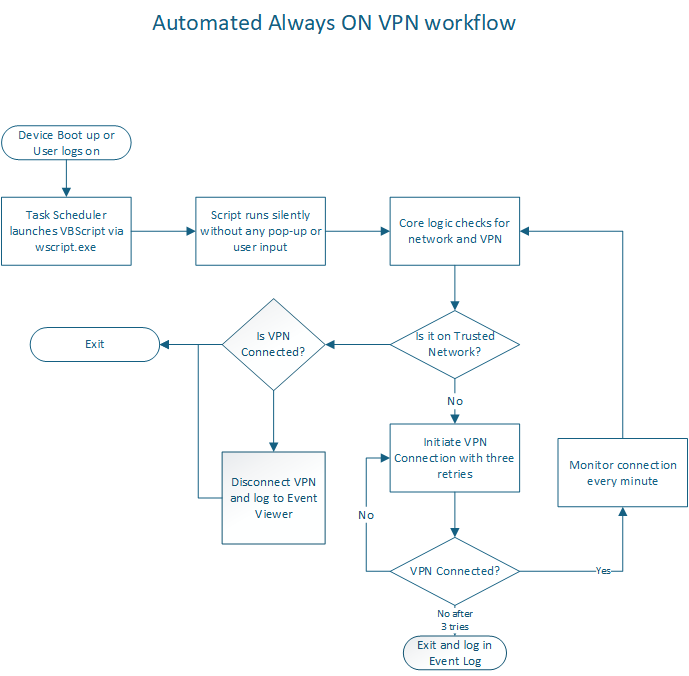 Automated Always ON VPN workflow
Device Boot up or
User logs on
Task Scheduler
launches VBScript via
wscript.exe
Script runs silently
without any pop-up or
user input
Core logic checks for
network and VPN
Is VPN
Connected?
Is it on Trusted
Network?
Exit
No
Initiate VPN
Connection with three
retries
Monitor connection
every minute
Disconnect VPN
and log to Event
Viewer
No
VPN Connected?
Yes
No after
3 tries
Exit and log in
Event Log